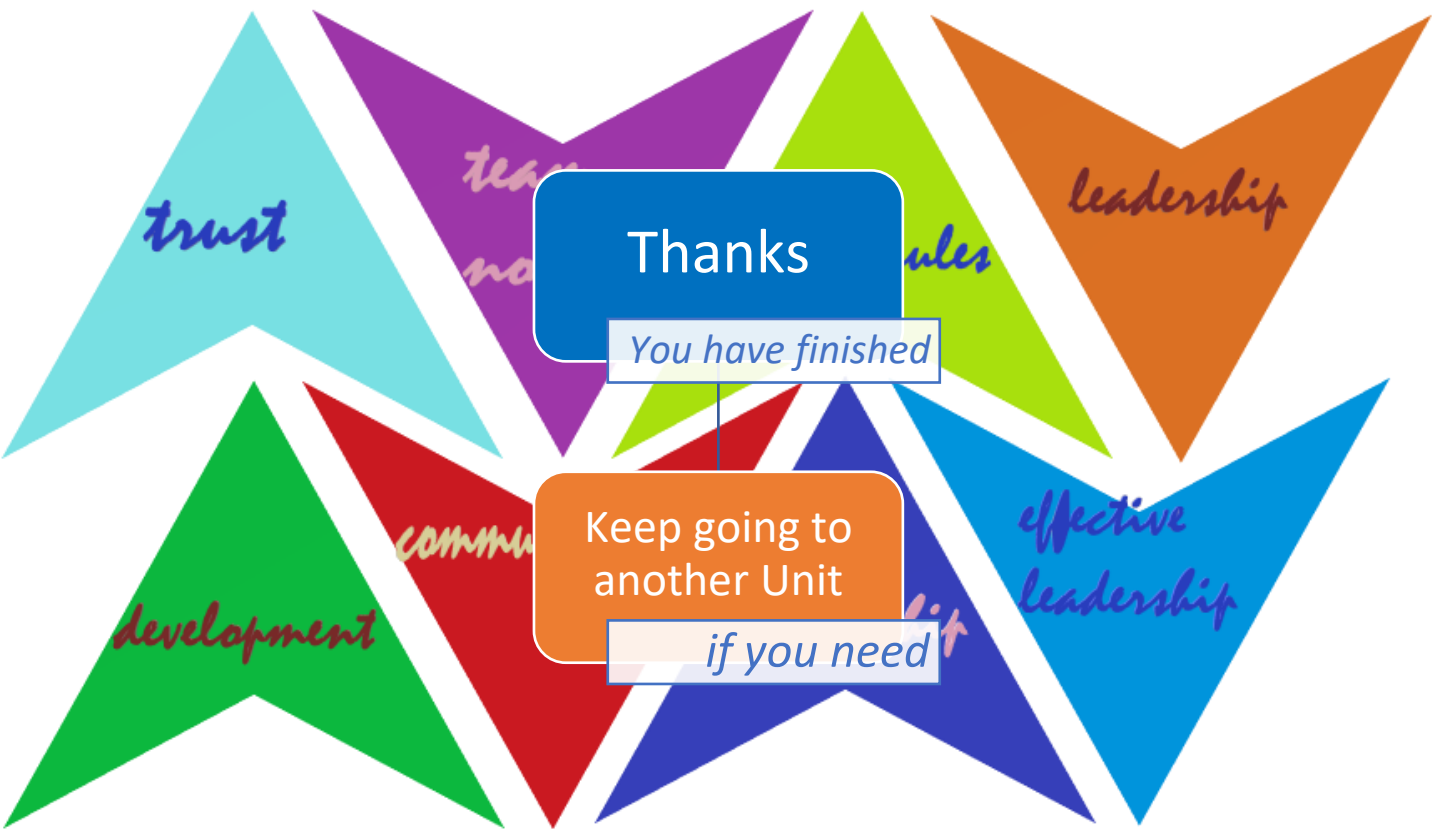 trust
leadership
Thanks
You have finished
development
Keep going to
another Unit
if you need
effective
leadership